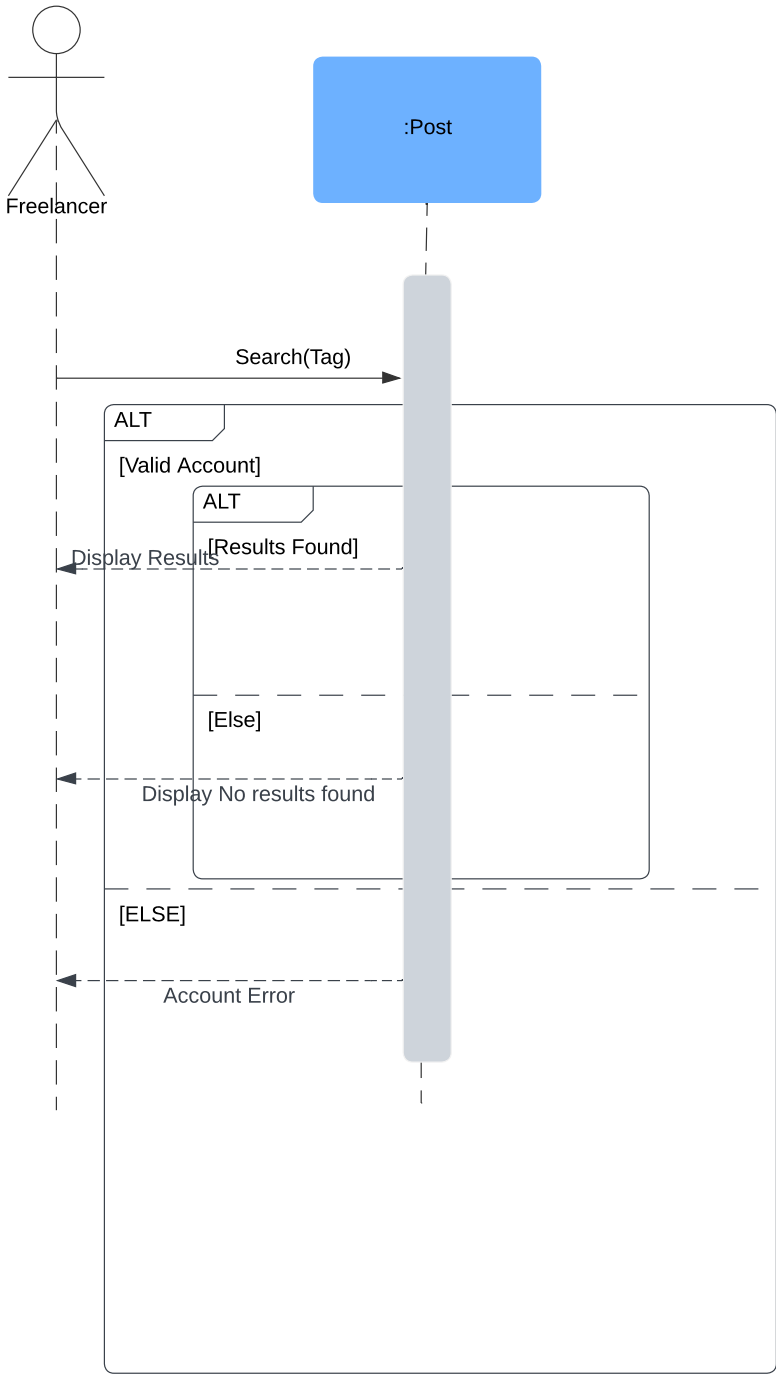 :Post
Freelancer
Search(Tag)
ALT
[Valid Account]
ALT
[Results Found]
Display Results
[Else]
Display No results found
[ELSE]
Account Error